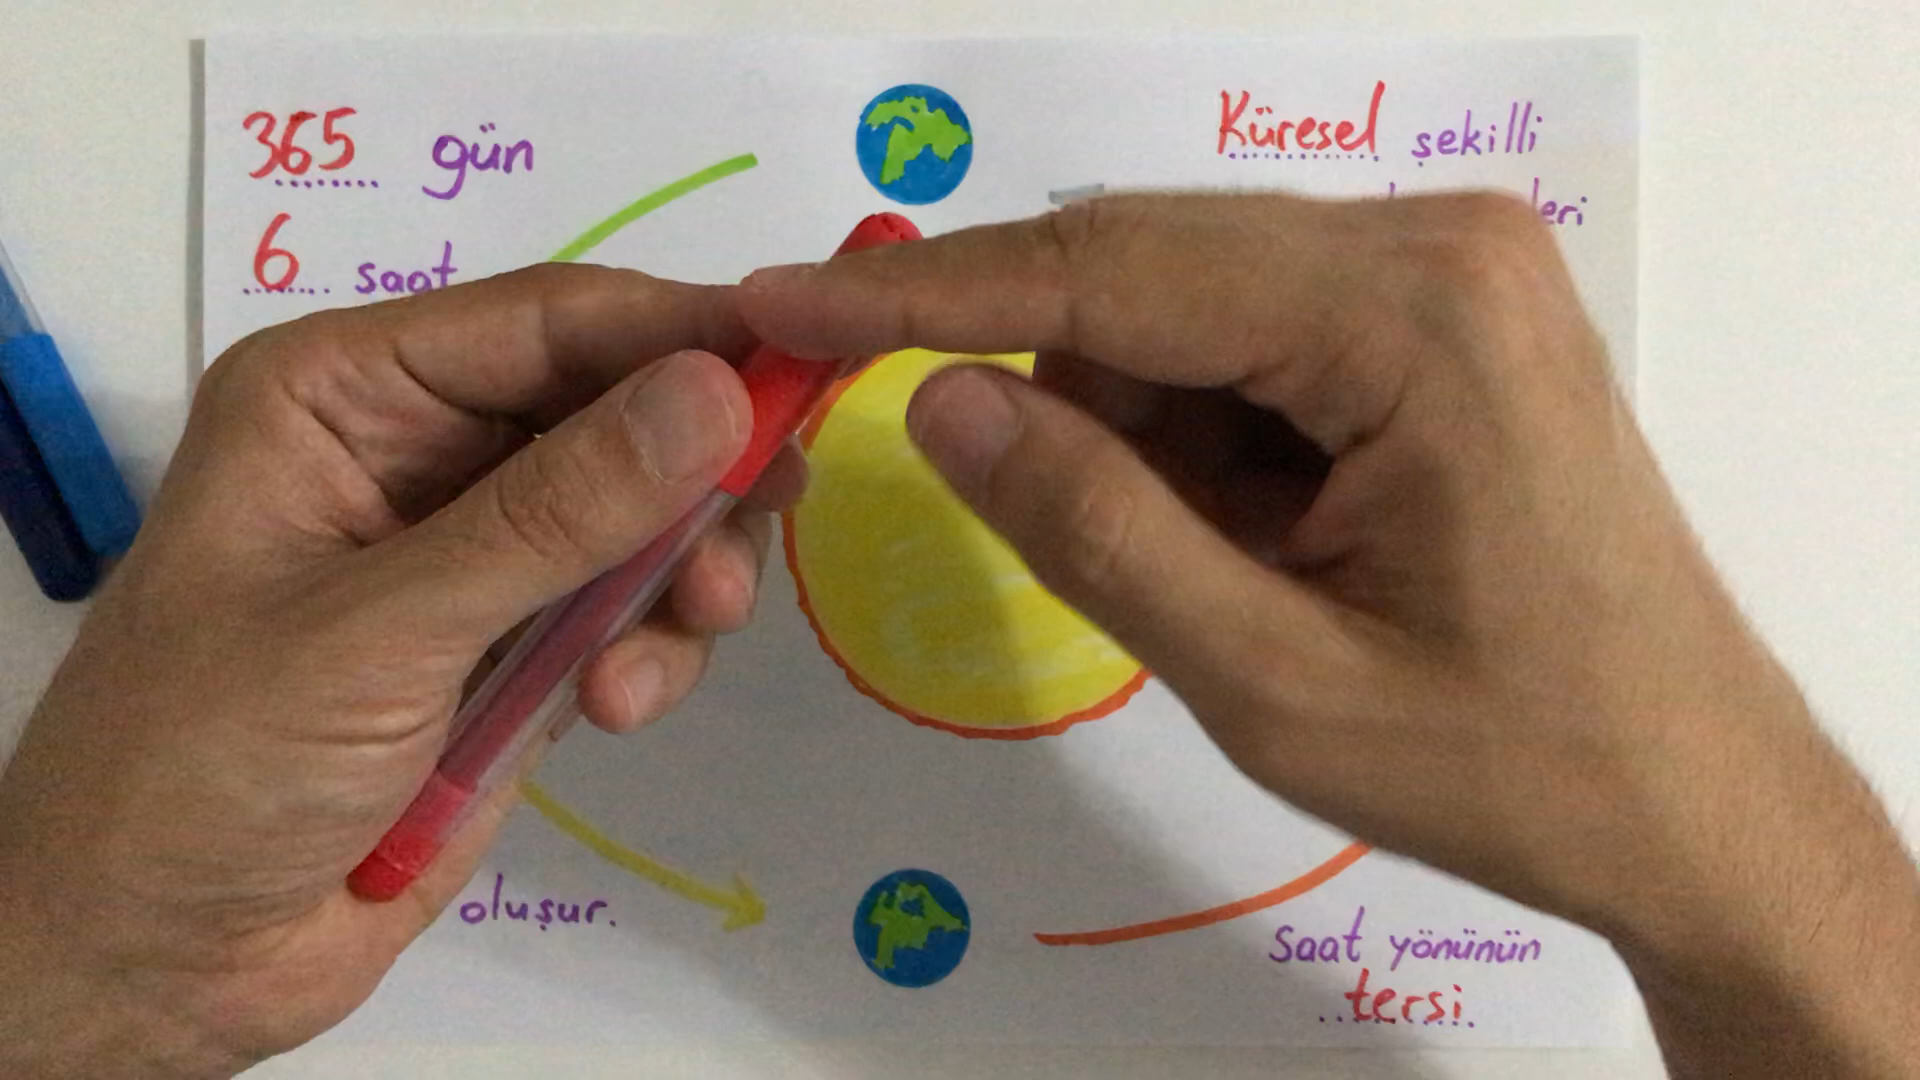 365 gün
6 saat
Küresel şekilli
oluşur.
Saat yönünün
tersi